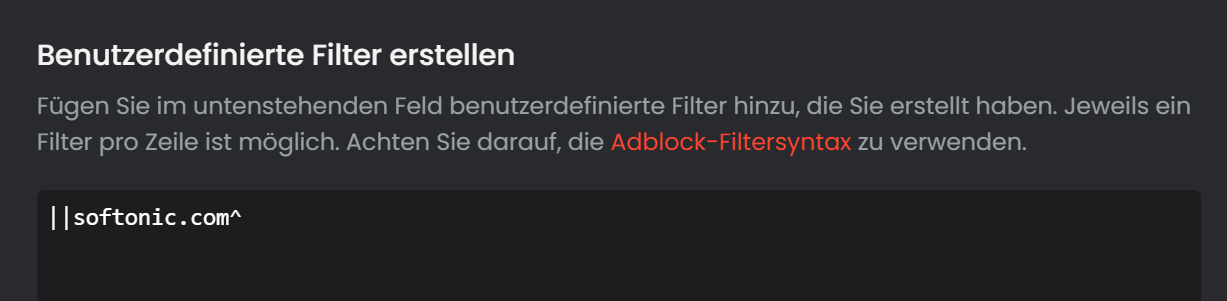 Benutzerdefinierte Filter erstellen
Fügen Sie im untenstehenden Feld benutzerdefinierte Filter hinzu, die Sie erstellt haben. Jeweils ein
Filter pro Zeile ist möglich. Achten Sie darauf, die Adblock-Filtersyntax zu verwenden.
||softonic.com^